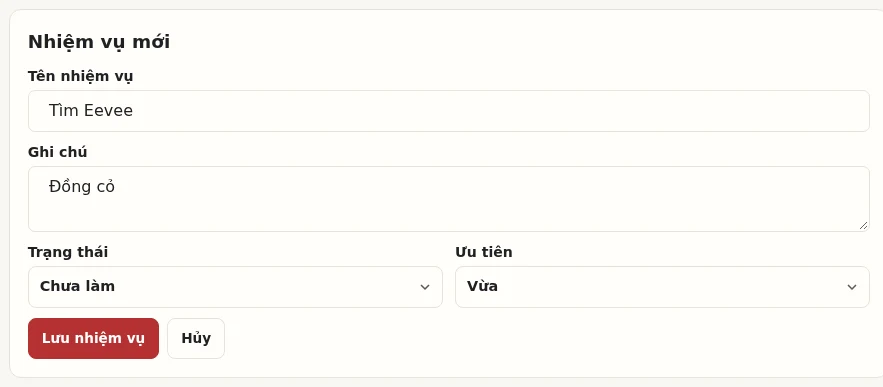 Nhiệm vụ mới
Tên nhiệm vụ
Tìm Eevee
Ghi chú
Đồng cỏ
Trạng thái Ưu tiên
Chưa làm Vừa
Lưu nhiệm vụ Hủy